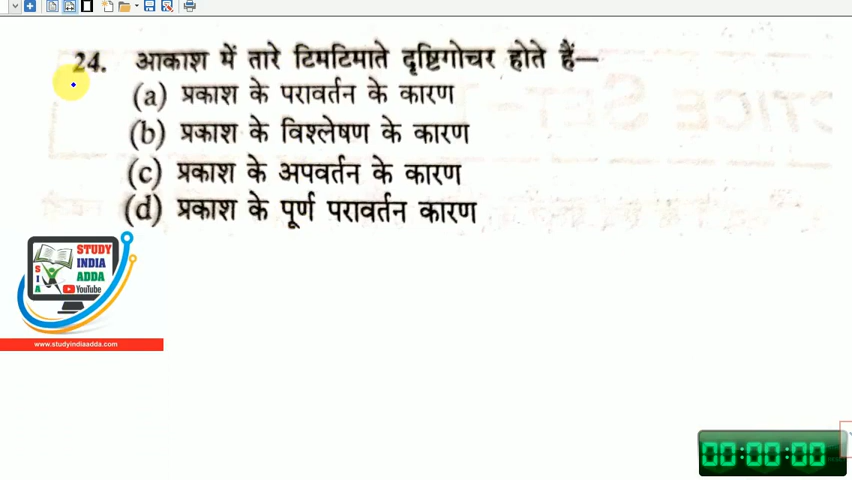 24. आकाश में तारे टिमटिमाते दृष्टिगोचर होते हैं—
(a) प्रकाश के परावर्तन के कारण
(b) प्रकाश के विश्लेषण के कारण
(c) प्रकाश के अपवर्तन के कारण
(d) प्रकाश के पूर्ण परावर्तन कारण
STUDY
INDIA
ADDA
YouTube
S
I
A
www.studyindiaadda.com
00:00:00